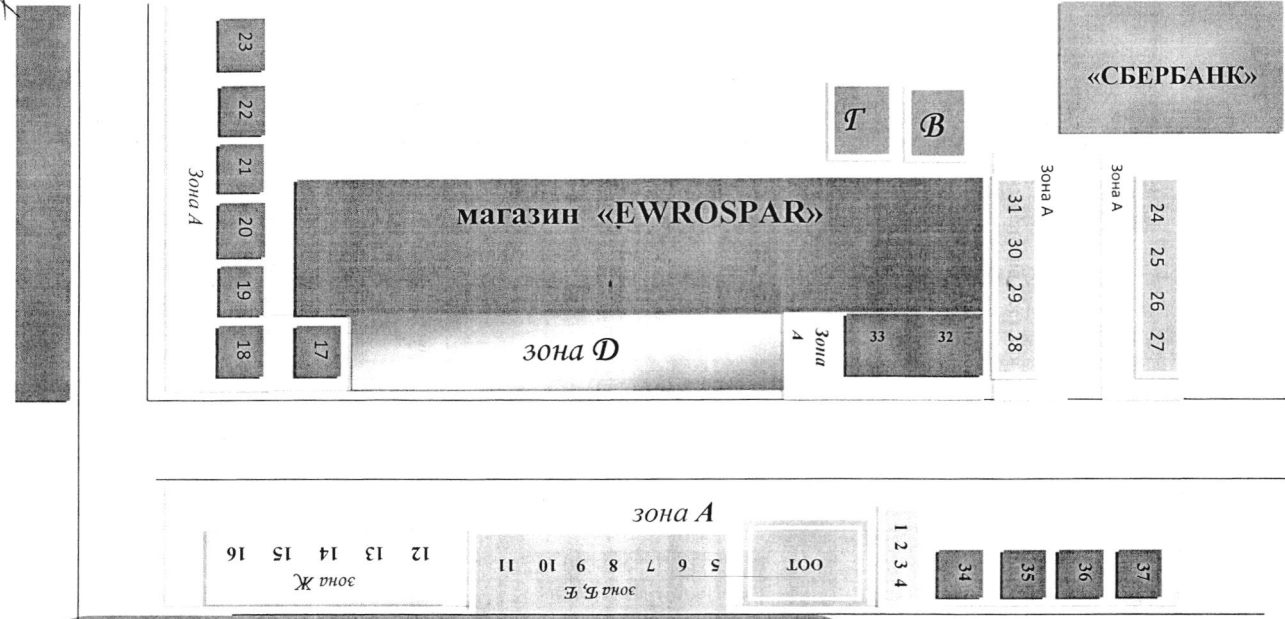 23
22
21
20
19
18
17
Зона А
«СБЕРБАНК»
Г
В
магазин «EWROSPAR»
зона D
Зона
А
33
32
31
30
29
28
Зона А
Зона А
24
25
26
27
зона А
16 15 14 13 12
зона Ж
11 10 9 8 7 6 5
зона Б, Е
ООТ
1
2
3
4
34
35
36
37